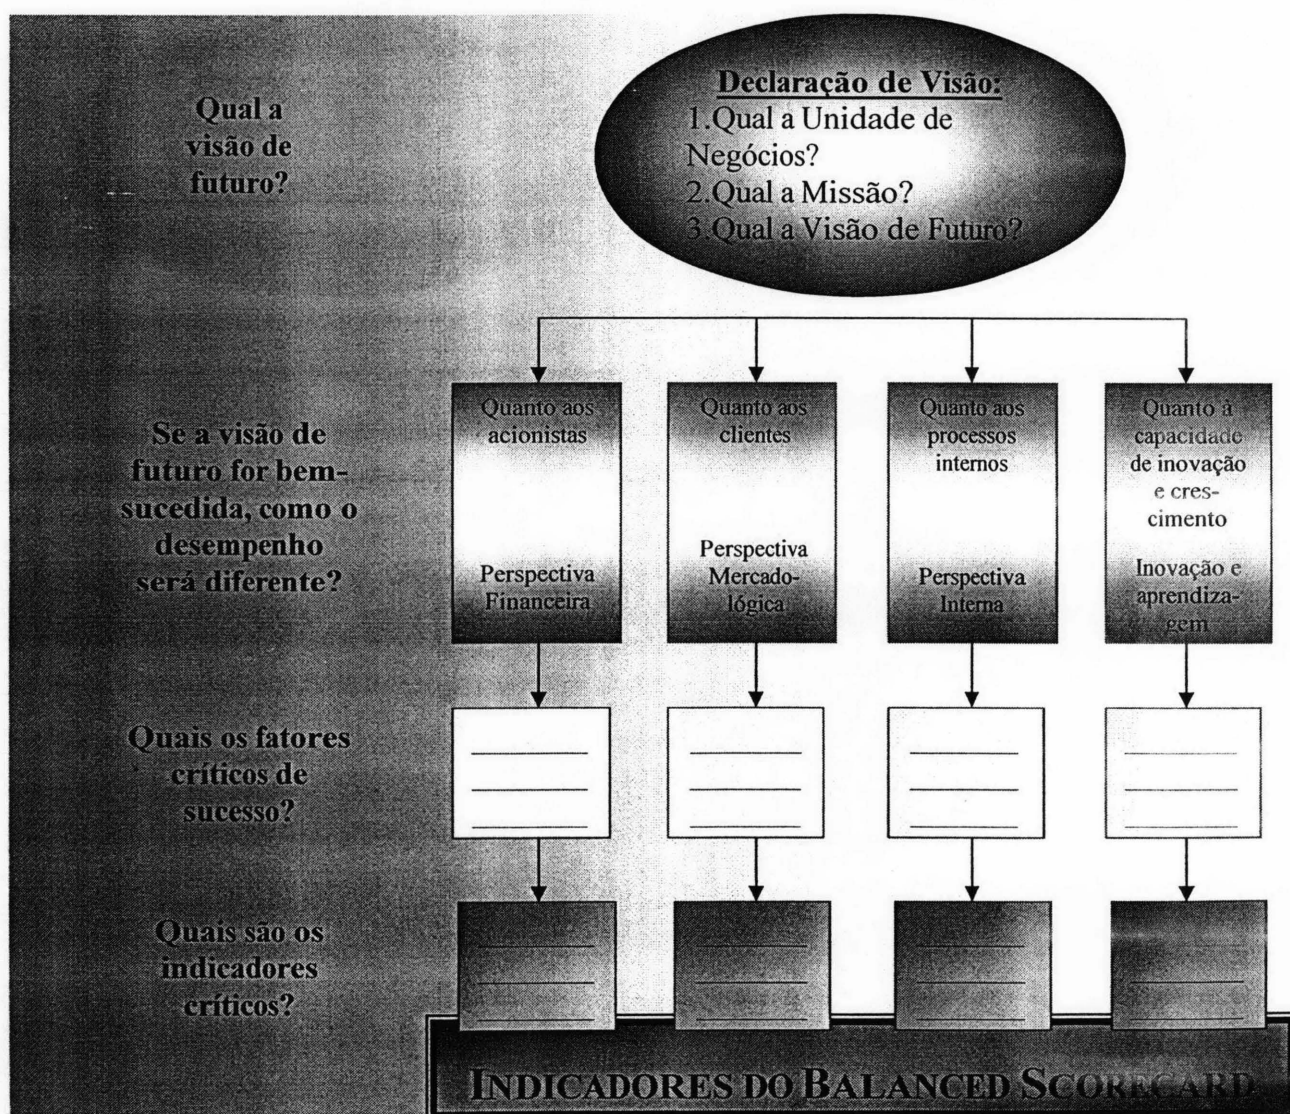 Qual a
visão de
futuro?
Declaração de Visão:
1.Qual a Unidade de
Negócios?
2.Qual a Missão?
3.Qual a Visão de Futuro?
Se a visão de
futuro for bem-
sucedida, como o
desempenho
será diferente?
Quanto aos
acionistas
Perspectiva
Financeira
Quanto aos
clientes
Perspectiva
Mercado-
lógica
Quanto aos
processos
internos
Perspectiva
Interna
Quanto à
capacidade
de inovação
e cres-
cimento
Inovação e
aprendiza-
gem
Quais os fatores
críticos de
sucesso?
Quais são os
indicadores
críticos?
INDICADORES DO BALANCED SCORECARD